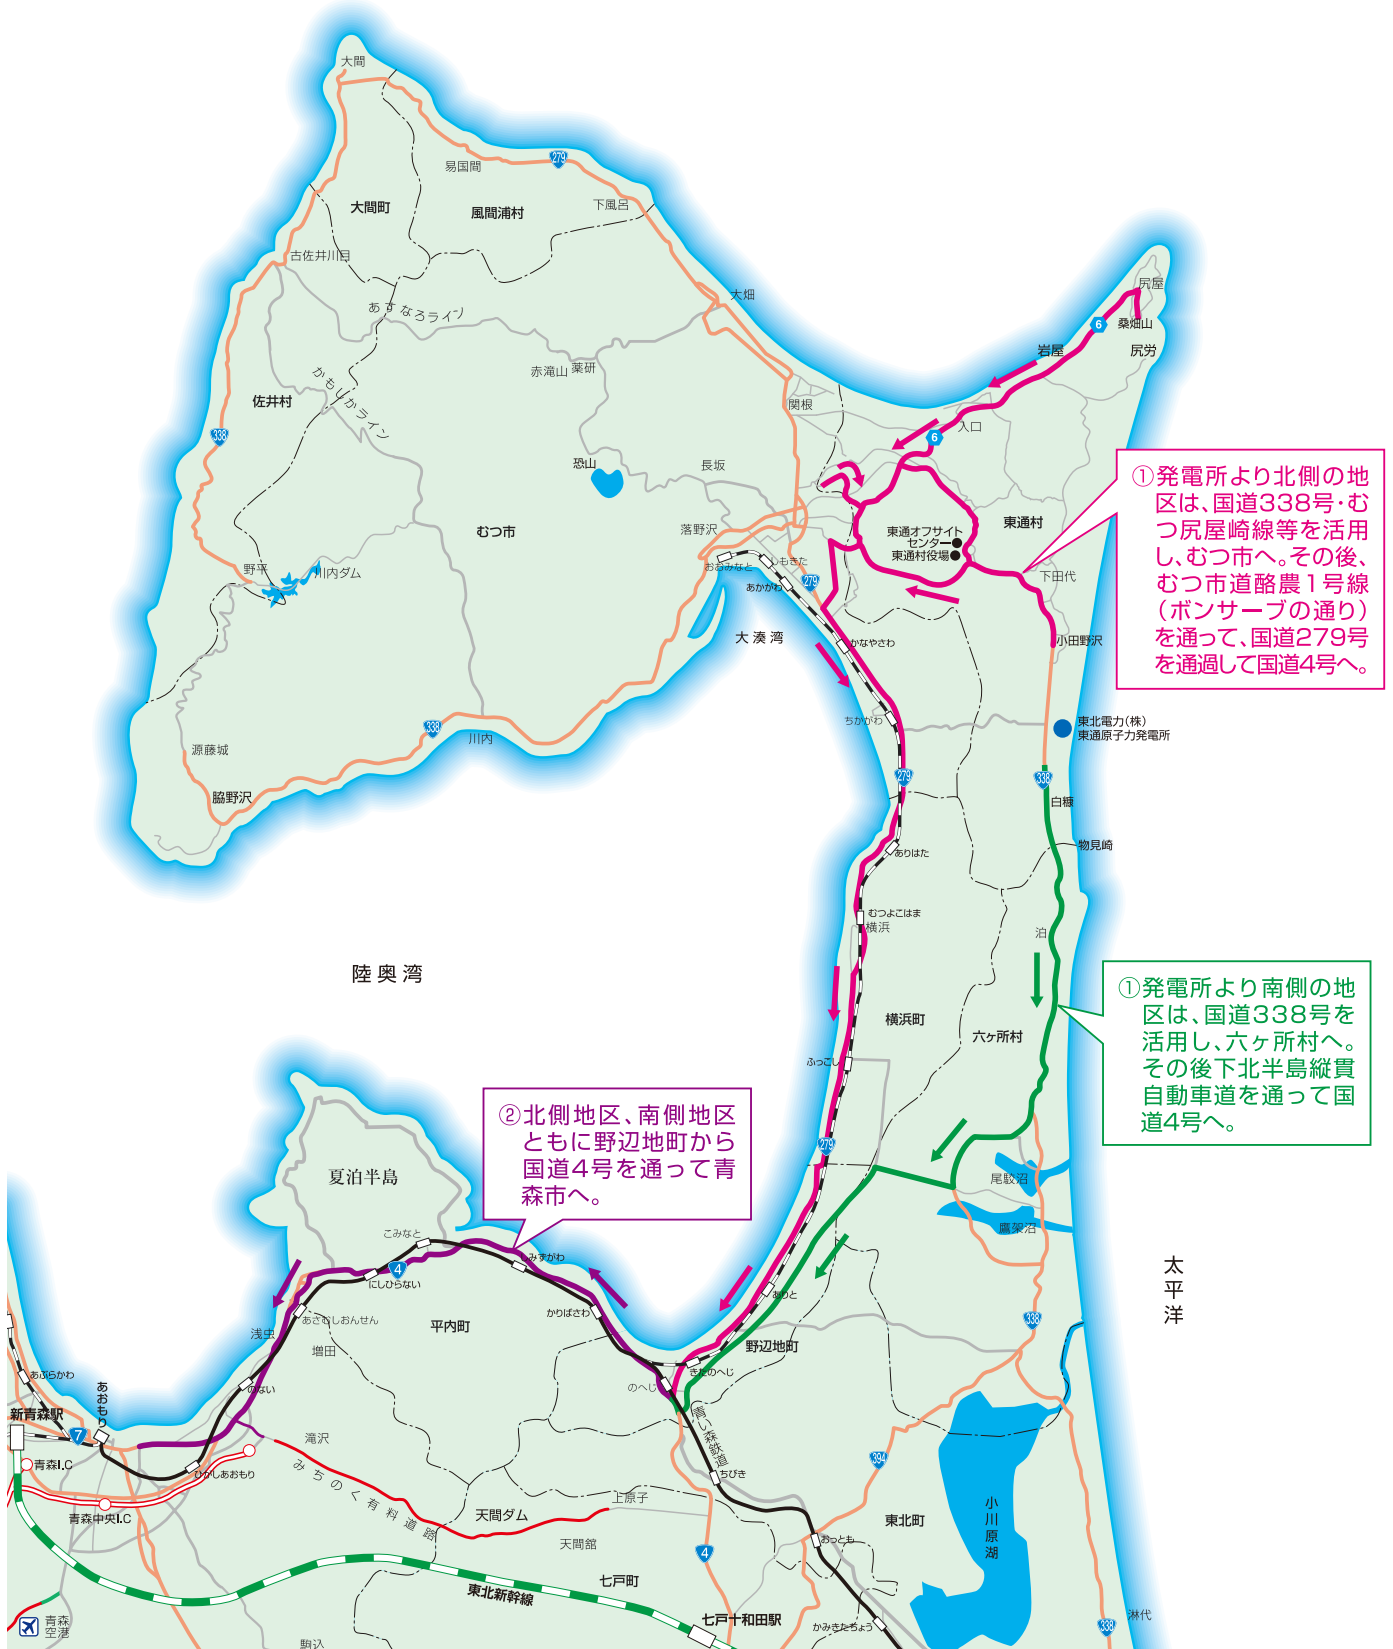 大間
279
易国間
大間町
風間浦村
下風呂
古佐井川目
大畑
尻屋
あすなろライン
6
桑畑山
岩屋
尻労
赤滝山
薬研
かもしかライン
佐井村
関根
338
入口
6
恐山
長坂
①発電所より北側の地
区は、国道338号・む
つ尻屋崎線等を活用
し、むつ市へ。その後、
むつ市道酪農1号線
(ボンサーブの通り)
を通って、国道279号
を通過して国道4号へ。
むつ市
落野沢
東通村
東通オフサイト
センター
東通村役場
おおみなと
しもきた
野平
川内ダム
あかがわ
279
下田代
大湊湾
かなやさわ
小田野沢
ちかがわ
東北電力(株)
東通原子力発電所
338
川内
源藤城
脇野沢
279
338
白糠
ありはた
物見崎
むつよこはま
横浜
泊
陸奥湾
横浜町
六ヶ所村
①発電所より南側の地
区は、国道338号を
活用し、六ヶ所村へ。
その後下北半島縦貫
自動車道を通って国
道4号へ。
ふっこし
②北側地区、南側地区
ともに野辺地町から
国道4号を通って青
森市へ。
279
夏泊半島
尾駮沼
鷹架沼
こみなと
しみずがわ
4
にしひらない
太平洋
ありと
かりばさわ
あさむしおんせん
浅虫
平内町
増田
338
野辺地町
きたのへじ
のへじ
あぶらかわ
のない
あおもり
新青森駅
7
滝沢
青い森鉄道
青森I.C
ひがしあおもり
みちのく有料道路
394
ちびき
上原子
青森中央I.C
天間ダム
東北町
小川原湖
おっとも
天間舘
4
七戸町
東北新幹線
七戸十和田駅
かみきたちょう
338
淋代
青森
空港
駒込